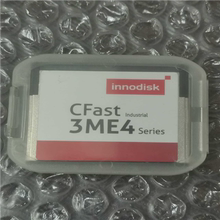 innodisk
CFast
Industrial
3ME4 Series